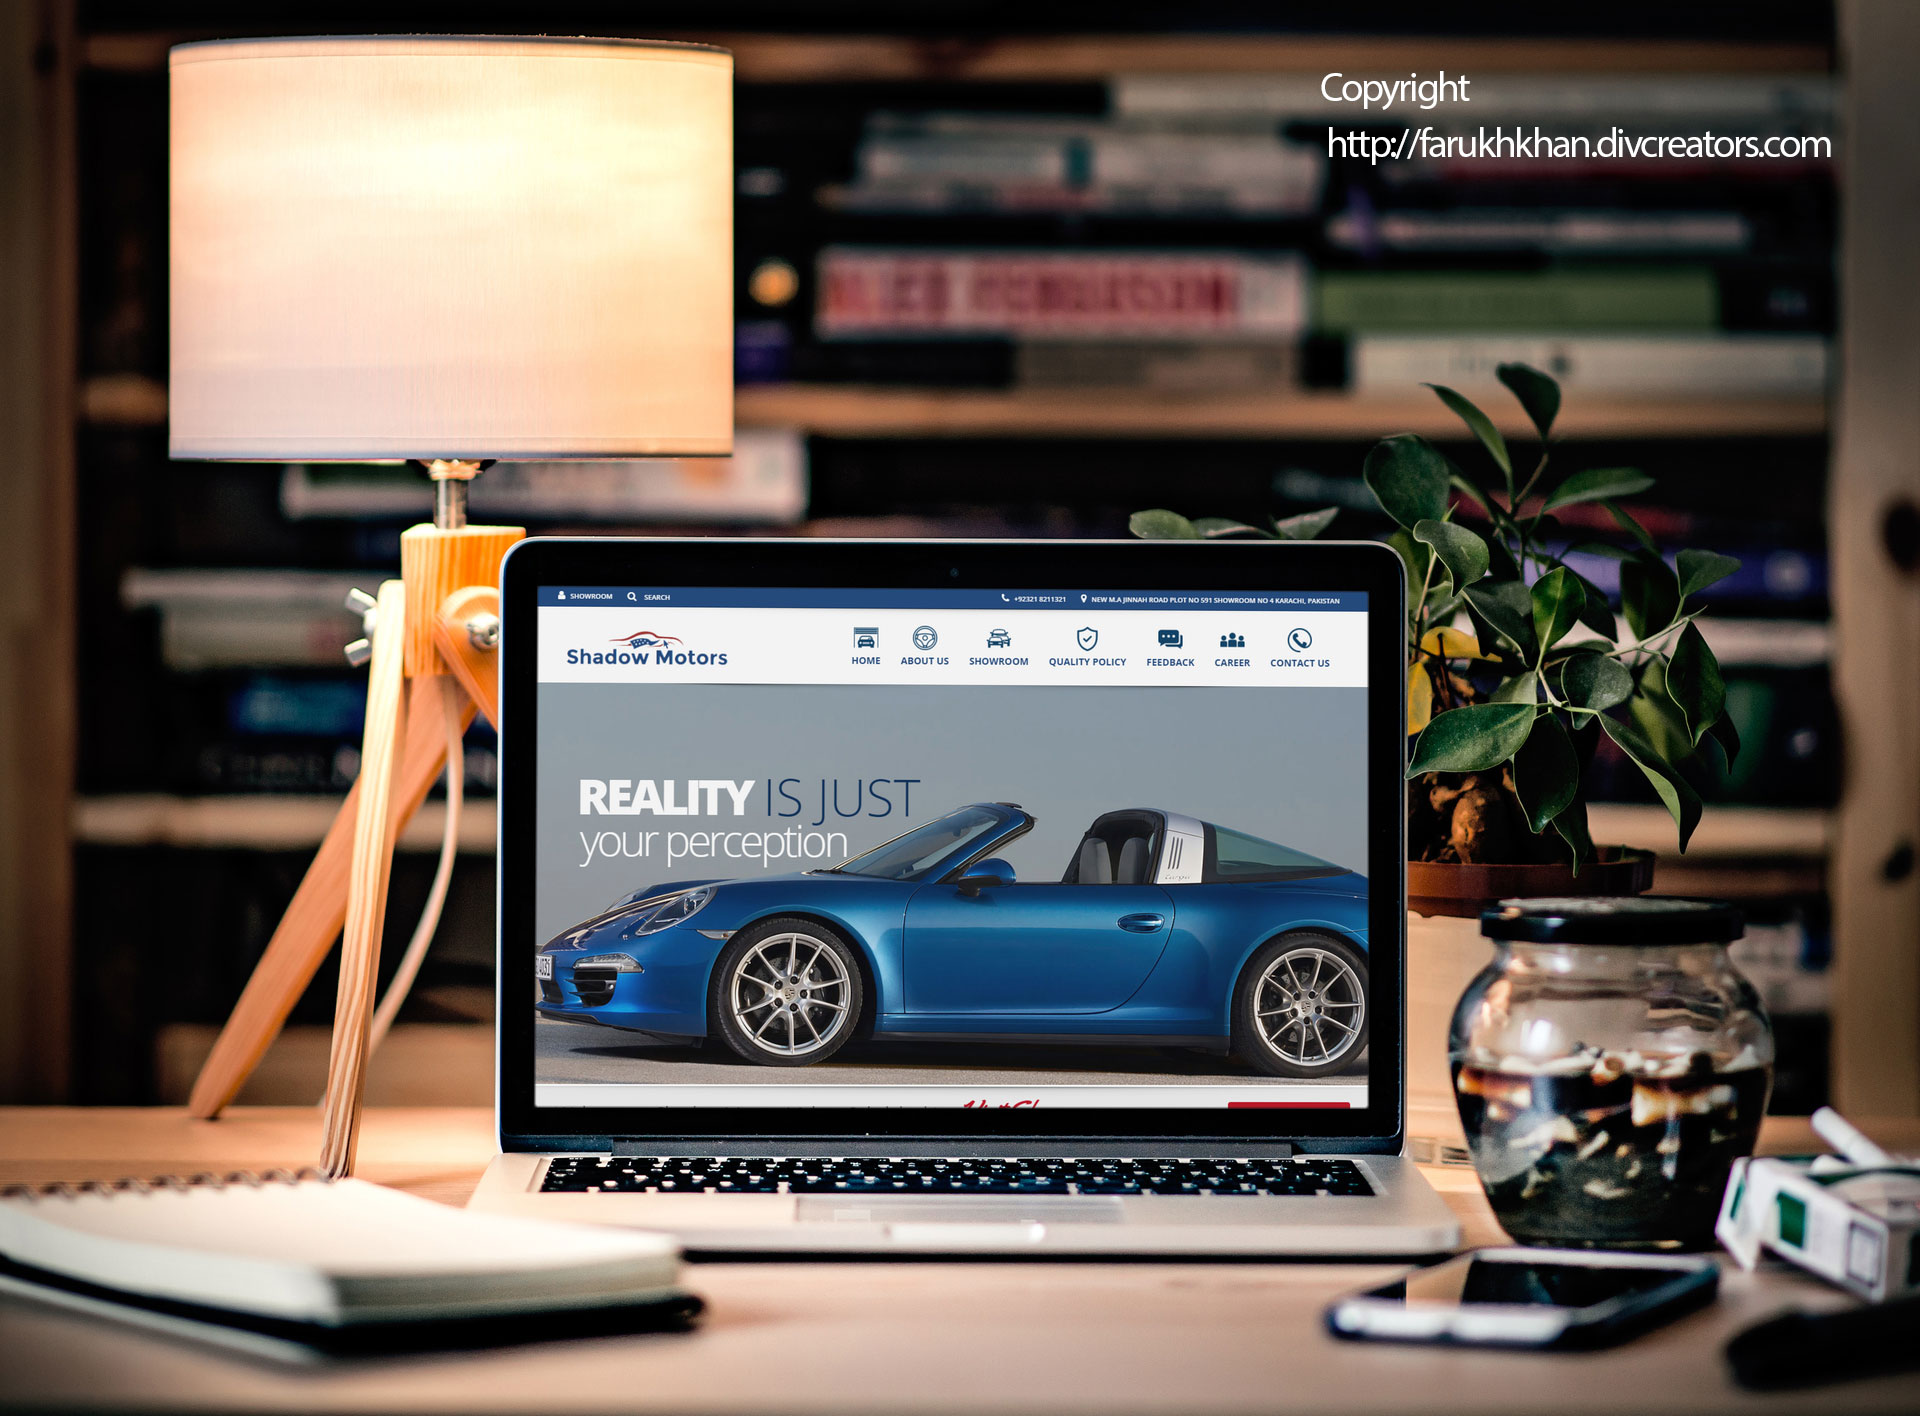 Copyright
http://farukhkhan.divcreators.com
SHOWROOM SEARCH +92321 8211321 NEW M.A JINNAH ROAD PLOT NO 591 SHOWROOM NO 4 KARACHI, PAKISTAN
Shadow Motors
HOME ABOUT US SHOWROOM QUALITY POLICY FEEDBACK CAREER CONTACT US
REALITY IS JUST
your perception
targa